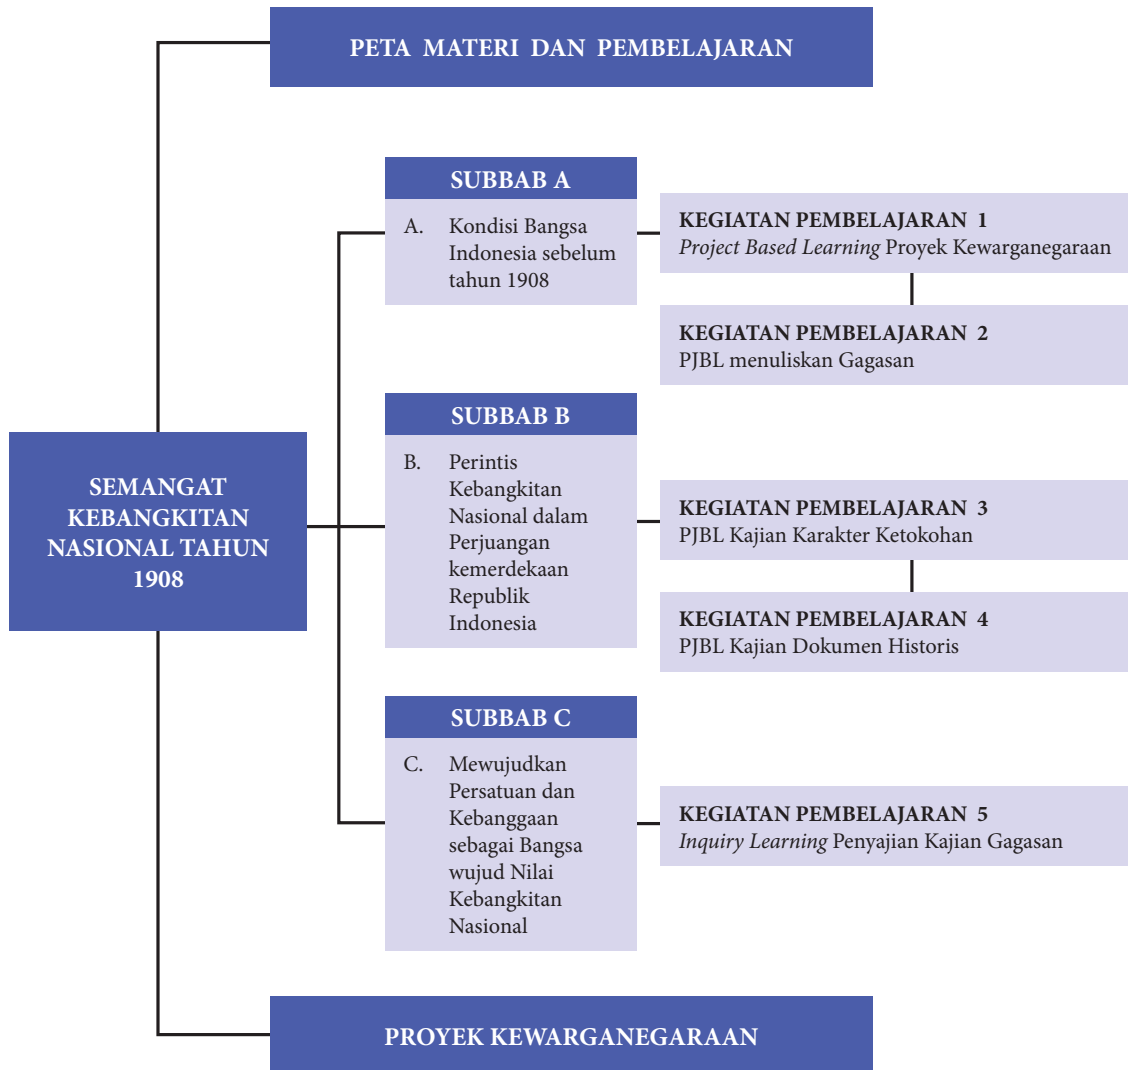 PETA MATERI DAN PEMBELAJARAN
SEMANGAT
KEBANGKITAN
NASIONAL TAHUN
1908
SUBBAB A
A. Kondisi Bangsa
Indonesia sebelum
tahun 1908
KEGIATAN PEMBELAJARAN 1
Project Based Learning Proyek Kewarganegaraan
KEGIATAN PEMBELAJARAN 2
PJBL menuliskan Gagasan
SUBBAB B
B. Perintis
Kebangkitan
Nasional dalam
Perjuangan
kemerdekaan
Republik
Indonesia
KEGIATAN PEMBELAJARAN 3
PJBL Kajian Karakter Ketokohan
KEGIATAN PEMBELAJARAN 4
PJBL Kajian Dokumen Historis
SUBBAB C
C. Mewujudkan
Persatuan dan
Kebanggaan
sebagai Bangsa
wujud Nilai
Kebangkitan
Nasional
KEGIATAN PEMBELAJARAN 5
Inquiry Learning Penyajian Kajian Gagasan
PROYEK KEWARGANEGARAAN